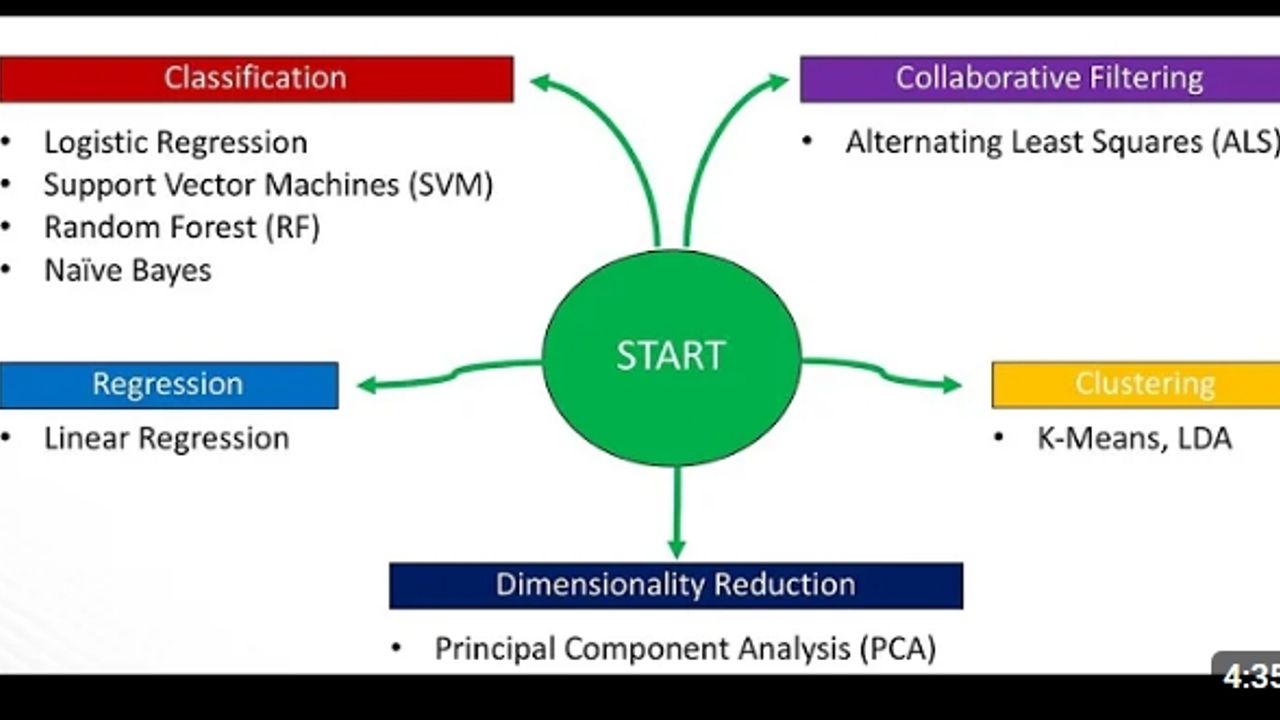 Classification
• Logistic Regression
• Support Vector Machines (SVM)
• Random Forest (RF)
• Naïve Bayes
Collaborative Filtering
• Alternating Least Squares (ALS)
START
Regression
• Linear Regression
Clustering
• K-Means, LDA
Dimensionality Reduction
• Principal Component Analysis (PCA)
4:35